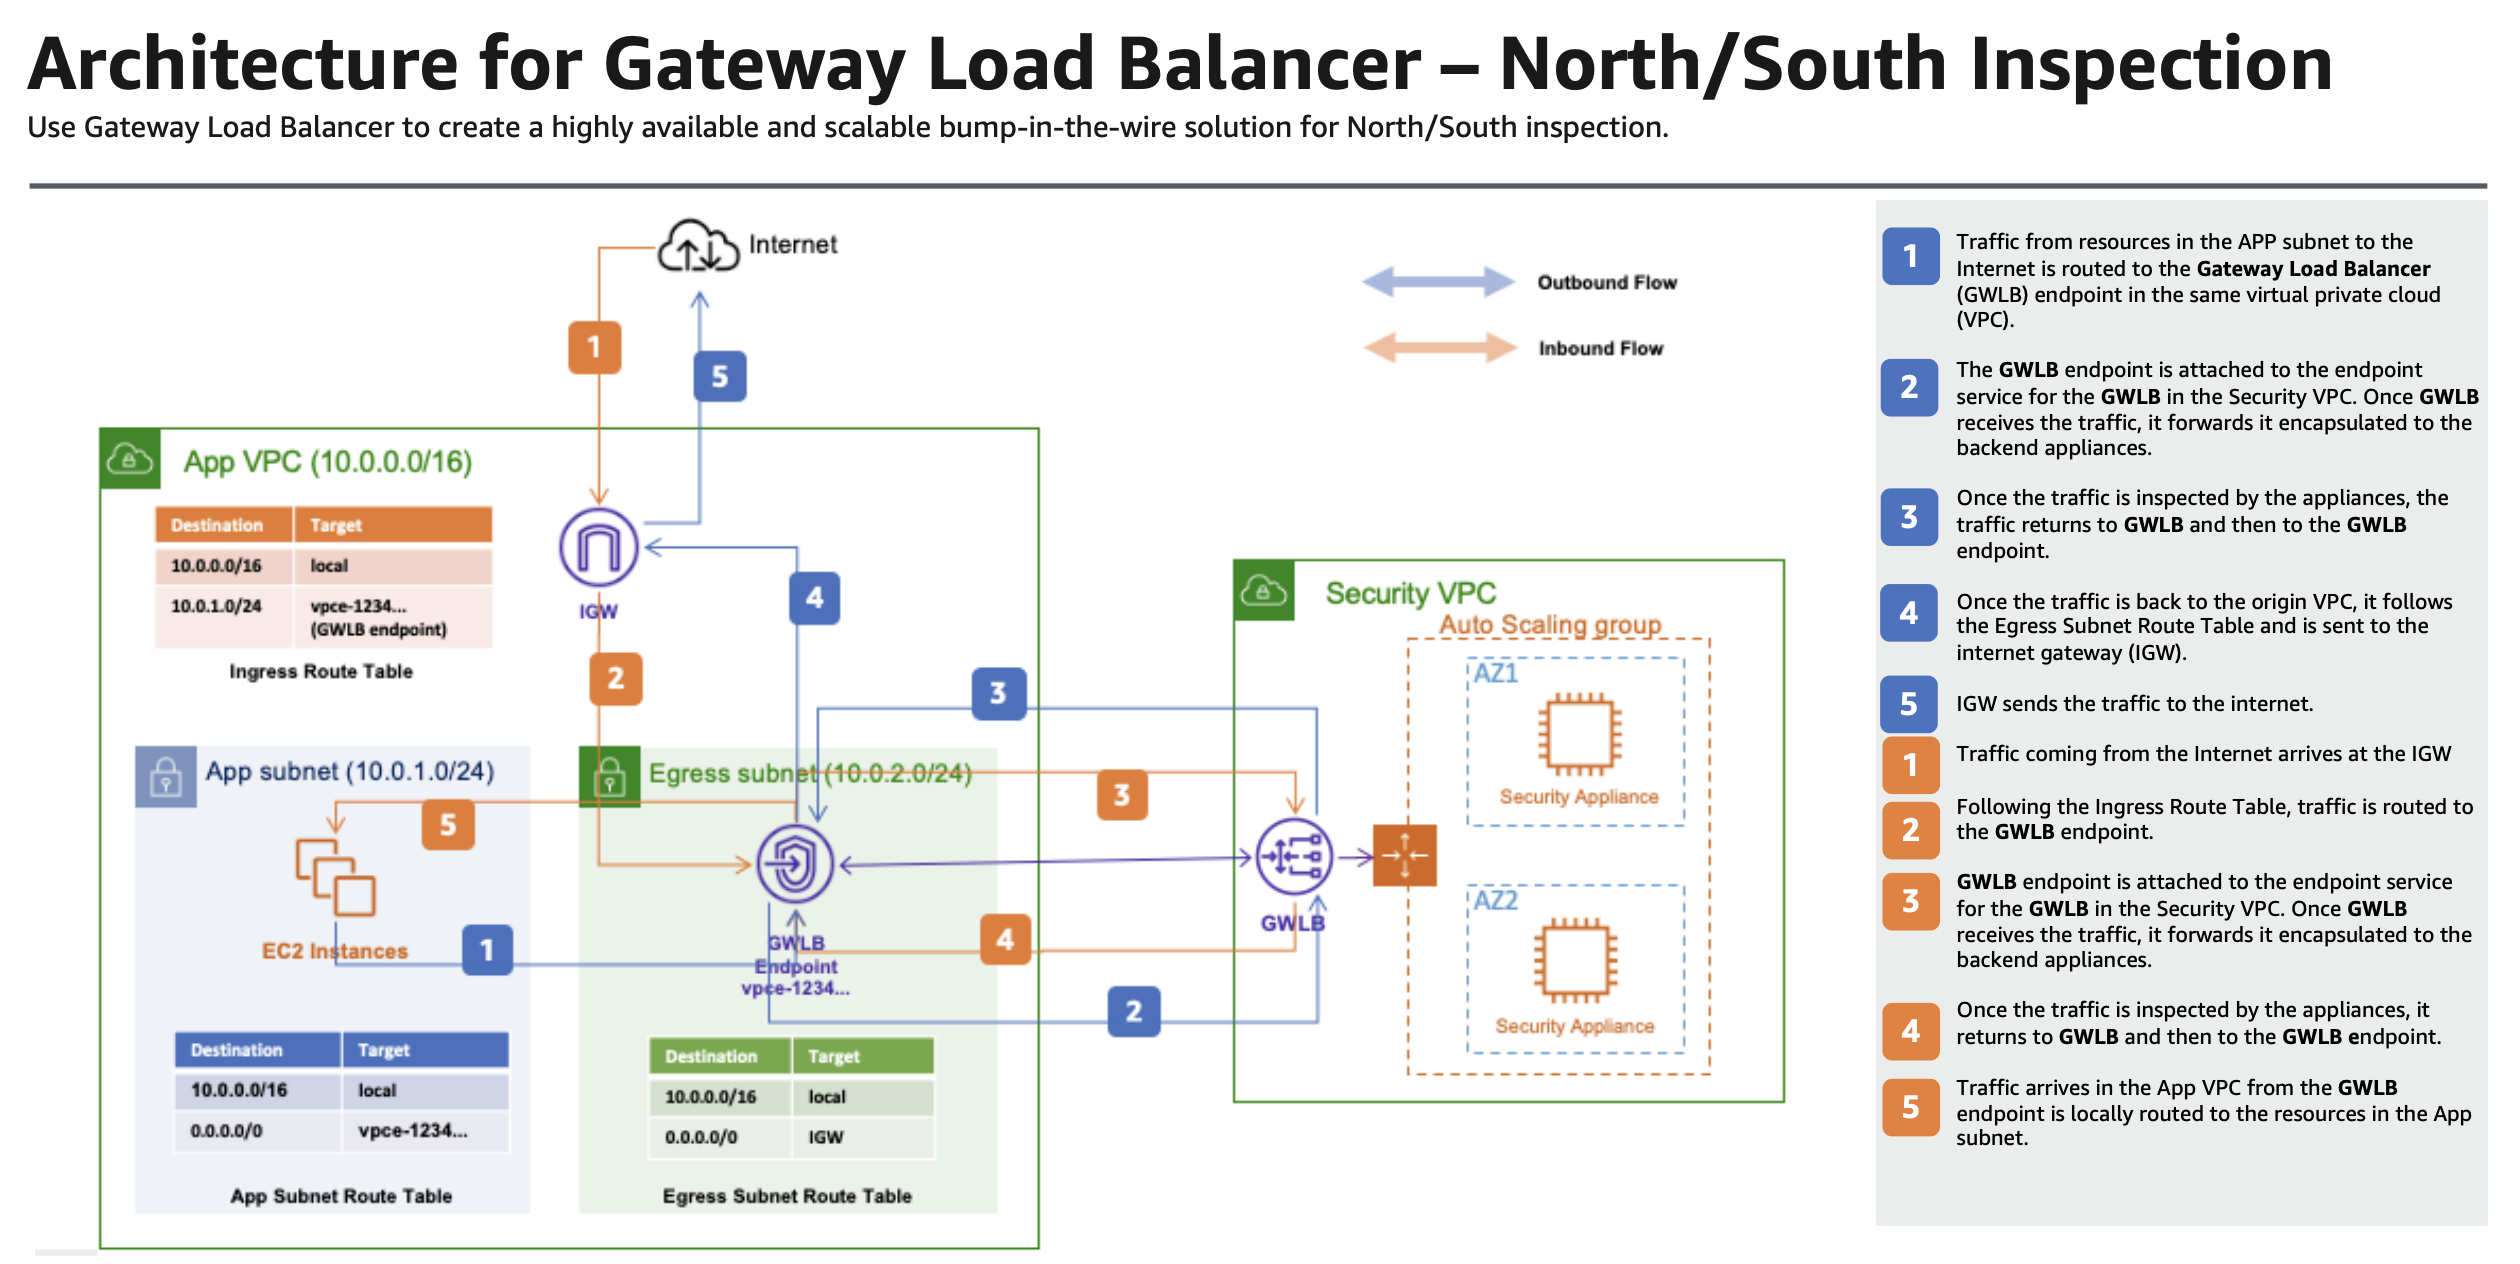 Architecture for Gateway Load Balancer – North/South Inspection
Use Gateway Load Balancer to create a highly available and scalable bump-in-the-wire solution for North/South inspection.
Internet
Outbound Flow
Inbound Flow
1
5
App VPC (10.0.0.0/16)
Destination Target
10.0.0.0/16 local
10.0.1.0/24 vpce-1234...
(GWLB endpoint)
Ingress Route Table
IGW
4
2
3
App subnet (10.0.1.0/24)
Egress subnet (10.0.2.0/24)
5
3
EC2 Instances
1
GWLB
Endpoint
vpce-1234...
4
2
Destination Target
10.0.0.0/16 local
0.0.0.0/0 vpce-1234...
App Subnet Route Table
Destination Target
10.0.0.0/16 local
0.0.0.0/0 IGW
Egress Subnet Route Table
Security VPC
Auto Scaling group
AZ1
Security Appliance
GWLB
AZ2
Security Appliance
1
Traffic from resources in the APP subnet to the
Internet is routed to the Gateway Load Balancer
(GWLB) endpoint in the same virtual private cloud
(VPC).
2
The GWLB endpoint is attached to the endpoint
service for the GWLB in the Security VPC. Once GWLB
receives the traffic, it forwards it encapsulated to the
backend appliances.
3
Once the traffic is inspected by the appliances, the
traffic returns to GWLB and then to the GWLB
endpoint.
4
Once the traffic is back to the origin VPC, it follows
the Egress Subnet Route Table and is sent to the
internet gateway (IGW).
5
IGW sends the traffic to the internet.
1
Traffic coming from the Internet arrives at the IGW
2
Following the Ingress Route Table, traffic is routed to
the GWLB endpoint.
3
GWLB endpoint is attached to the endpoint service
for the GWLB in the Security VPC. Once GWLB
receives the traffic, it forwards it encapsulated to the
backend appliances.
4
Once the traffic is inspected by the appliances, it
returns to GWLB and then to the GWLB endpoint.
5
Traffic arrives in the App VPC from the GWLB
endpoint is locally routed to the resources in the App
subnet.